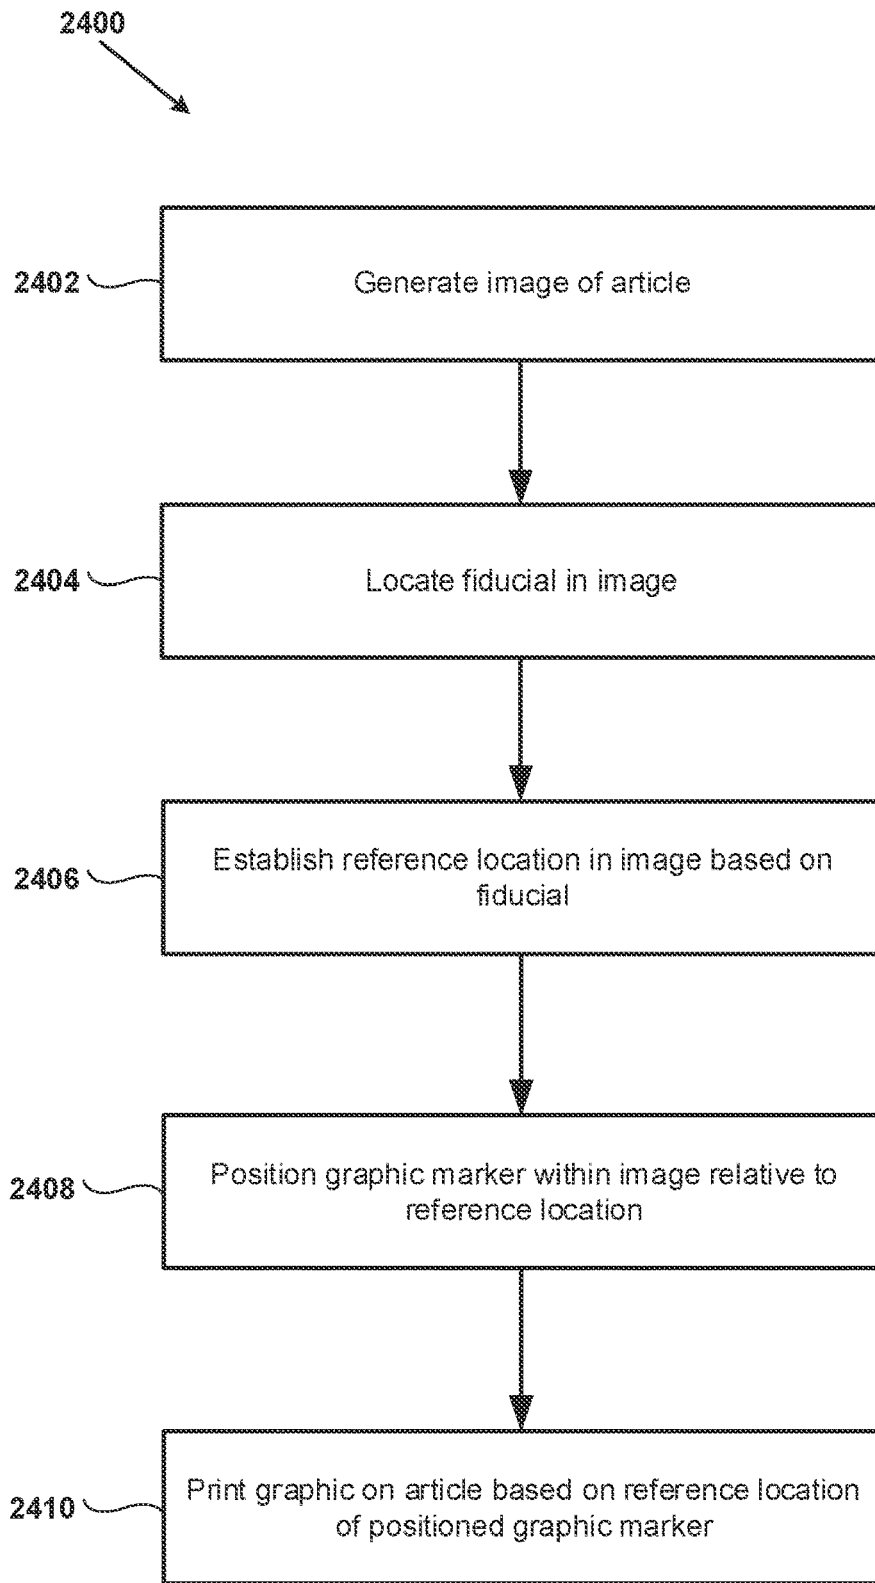 2400
2402
Generate image of article
2404
Locate fiducial in image
2406
Establish reference location in image based on
fiducial
2408
Position graphic marker within image relative to
reference location
2410
Print graphic on article based on reference location
of positioned graphic marker